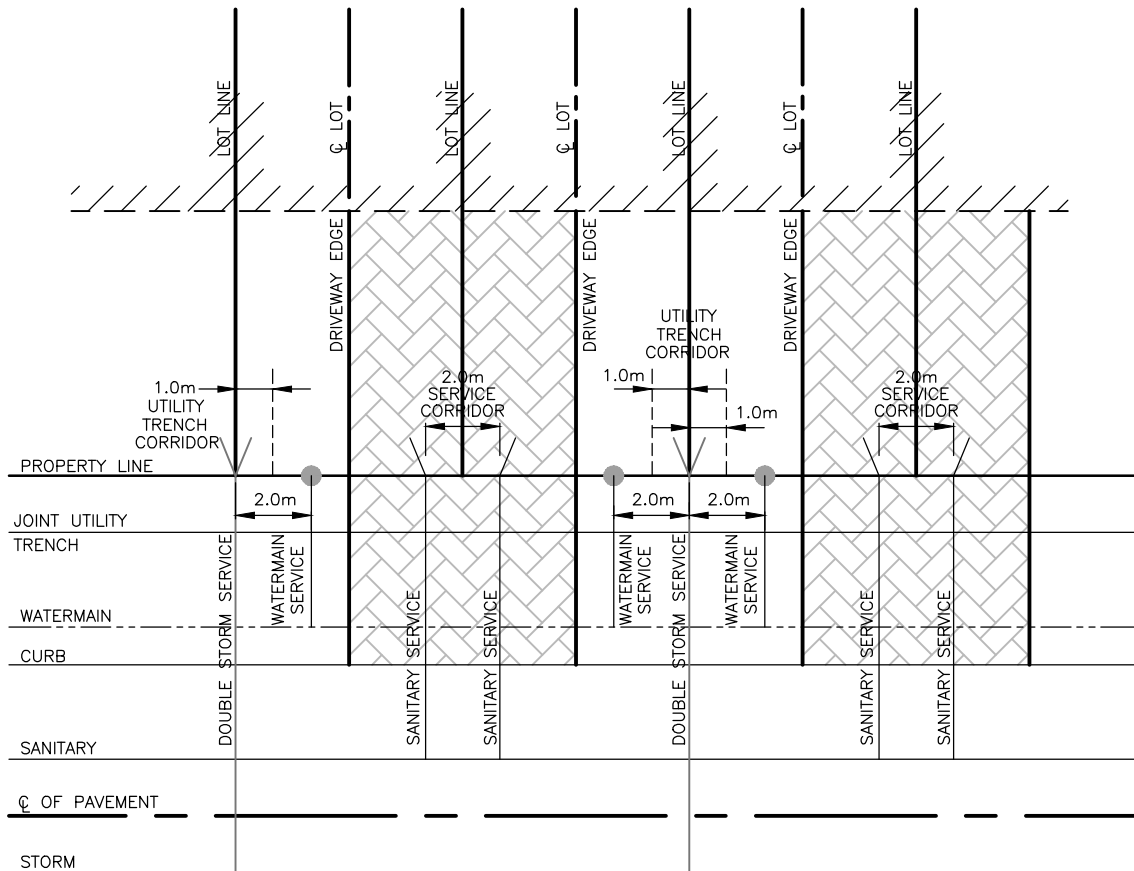 LOT LINE
℄ LOT
LOT LINE
℄ LOT
LOT LINE
℄ LOT
LOT LINE
DRIVEWAY EDGE
DRIVEWAY EDGE
DRIVEWAY EDGE
UTILITY
TRENCH
CORRIDOR
1.0m
UTILITY
TRENCH
CORRIDOR
2.0m
SERVICE
CORRIDOR
1.0m
1.0m
2.0m
SERVICE
CORRIDOR
PROPERTY LINE
2.0m
2.0m
2.0m
JOINT UTILITY
TRENCH
DOUBLE STORM SERVICE
WATERMAIN
SERVICE
SANITARY SERVICE
SANITARY SERVICE
WATERMAIN
SERVICE
DOUBLE STORM SERVICE
WATERMAIN
SERVICE
SANITARY SERVICE
SANITARY SERVICE
WATERMAIN
CURB
SANITARY
℄ OF PAVEMENT
STORM